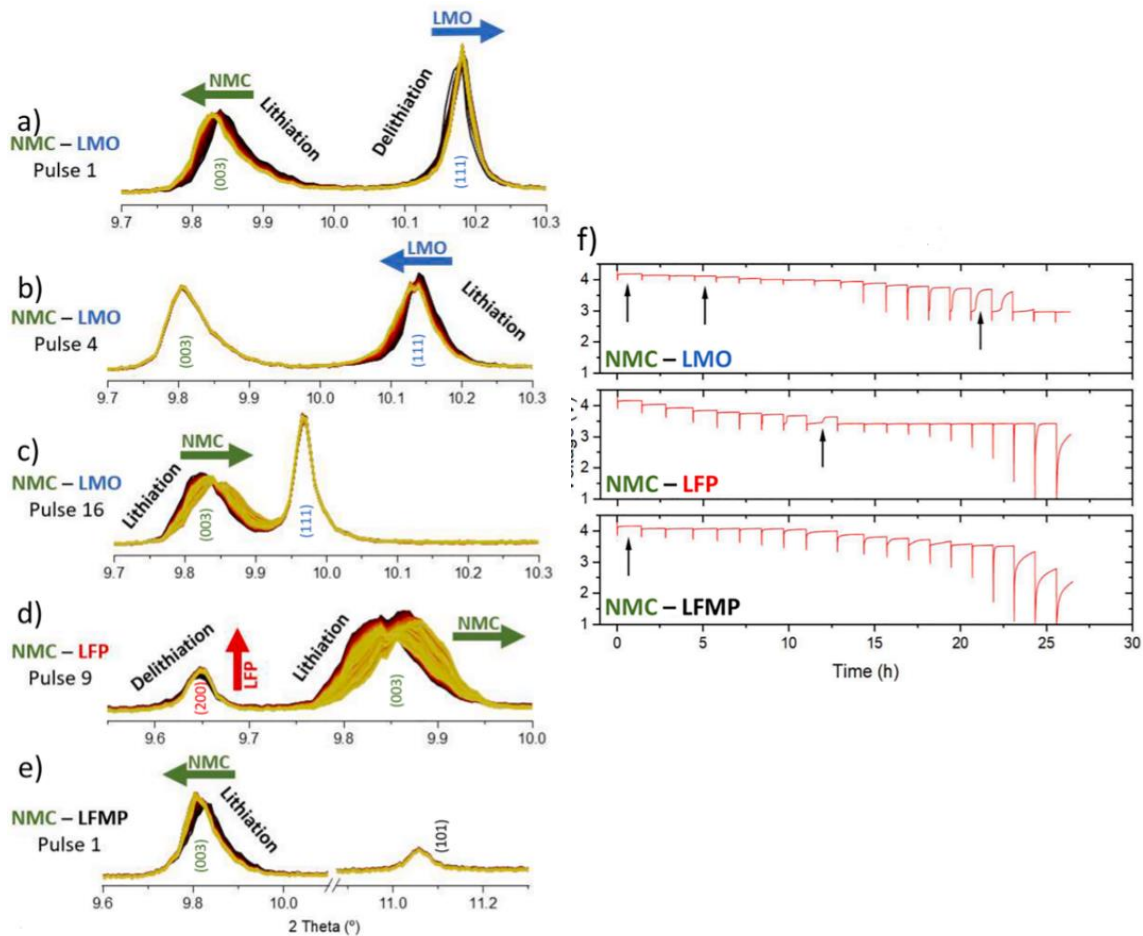 a)
NMC – LMO
Pulse 1
NMC
Lithiation
(003)
LMO
Delithiation
(111)
9.7 9.8 9.9 10.0 10.1 10.2 10.3
b)
NMC – LMO
Pulse 4
(003)
LMO
Lithiation
(111)
9.7 9.8 9.9 10.0 10.1 10.2 10.3
c)
NMC – LMO
Pulse 16
Lithiation
NMC
(003)
(111)
9.7 9.8 9.9 10.0 10.1 10.2 10.3
d)
NMC – LFP
Pulse 9
Delithiation
LFP
(200)
Lithiation
NMC
(003)
9.6 9.7 9.8 9.9 10.0
e)
NMC – LFMP
Pulse 1
NMC
Lithiation
(003)
(101)
9.6 9.8 10.0 11.0 11.2
2 Theta (º)
f)
4
3
2
1
NMC – LMO
4
3
2
1
NMC – LFP
4
3
2
1
NMC – LFMP
0 5 10 15 20 25 30
Time (h)